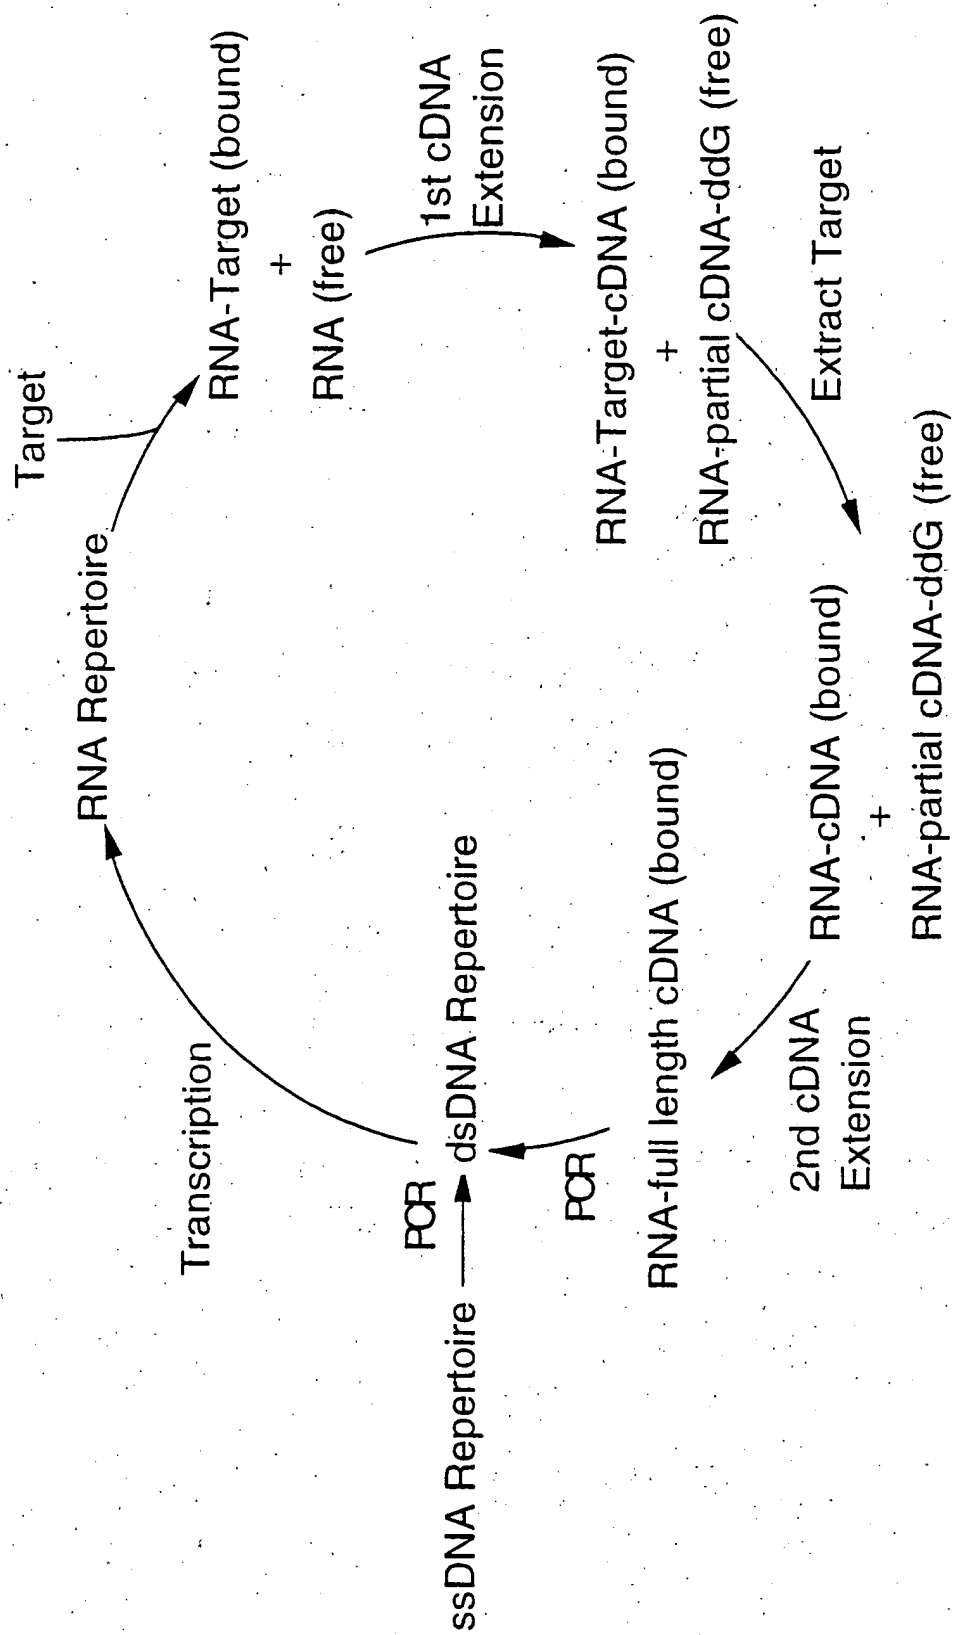 ssDNA Repertoire
PCR
dsDNA Repertoire
Transcription
RNA Repertoire
Target
RNA-Target (bound)
+
RNA (free)
1st cDNA
Extension
RNA-Target-cDNA (bound)
+
RNA-partial cDNA-ddG (free)
Extract Target
RNA-cDNA (bound)
+
RNA-partial cDNA-ddG (free)
2nd cDNA
Extension
RNA-full length cDNA (bound)
PCR